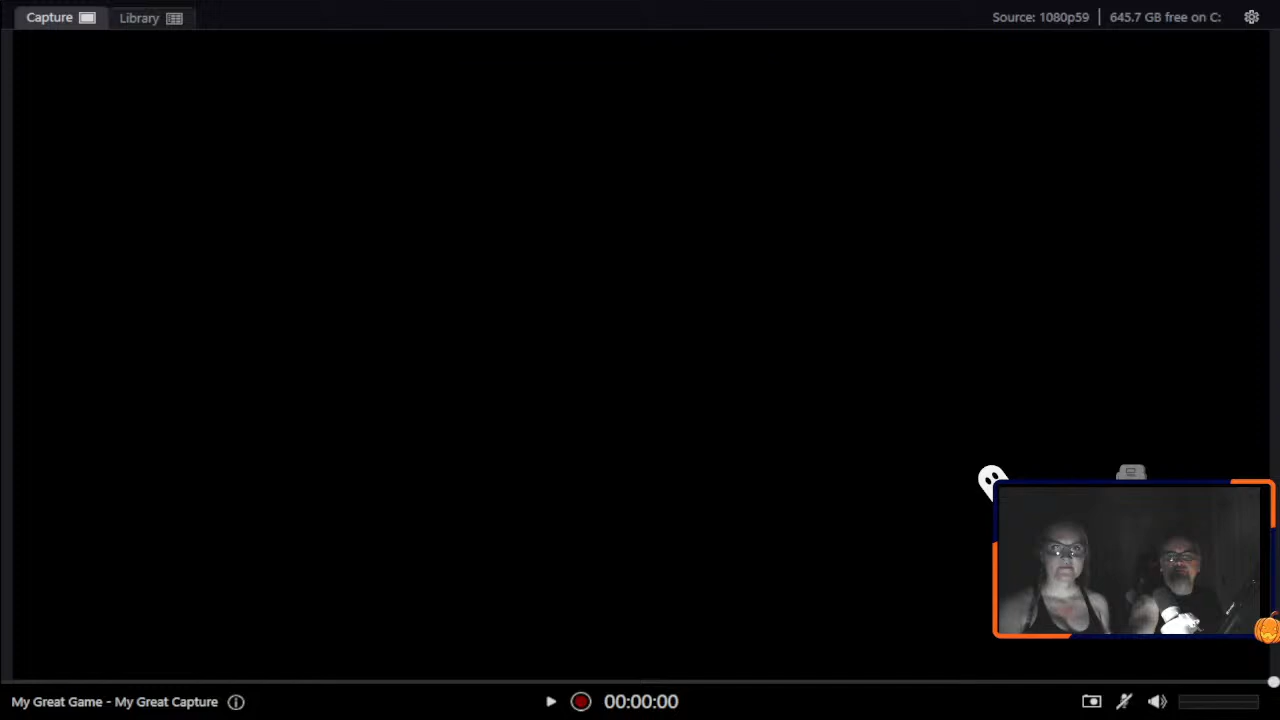 Capture
Library
Source: 1080p59
645.7 GB free on C:
My Great Game - My Great Capture
00:00:00